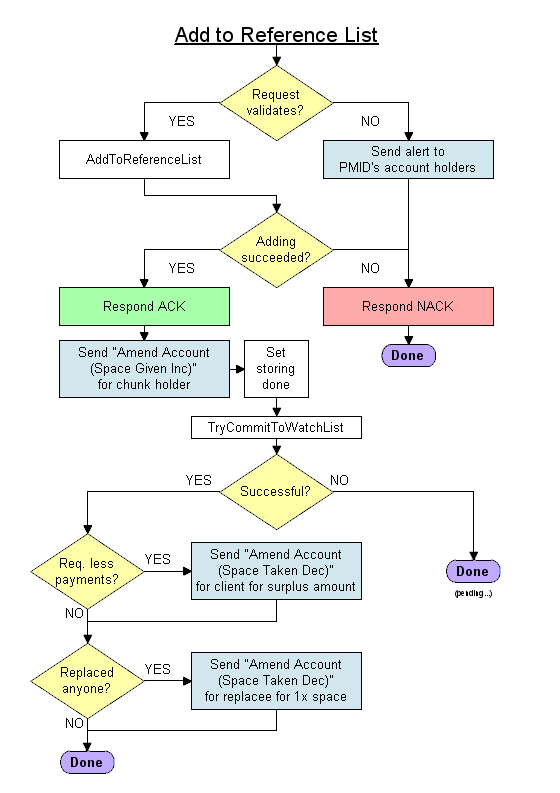 Add to Reference List
Request
validates?
YES
NO
AddToReferenceList
Send alert to
PMID's account holders
Adding
succeeded?
YES
NO
Respond ACK
Respond NACK
Done
Send "Amend Account
(Space Given Inc)"
for chunk holder
Set
storing
done
TryCommitToWatchList
YES
NO
Successful?
Req. less
payments?
YES
Send "Amend Account
(Space Taken Dec)"
for client for surplus amount
Done
(pending...)
NO
Replaced
anyone?
YES
Send "Amend Account
(Space Taken Dec)"
for replacee for 1x space
NO
Done